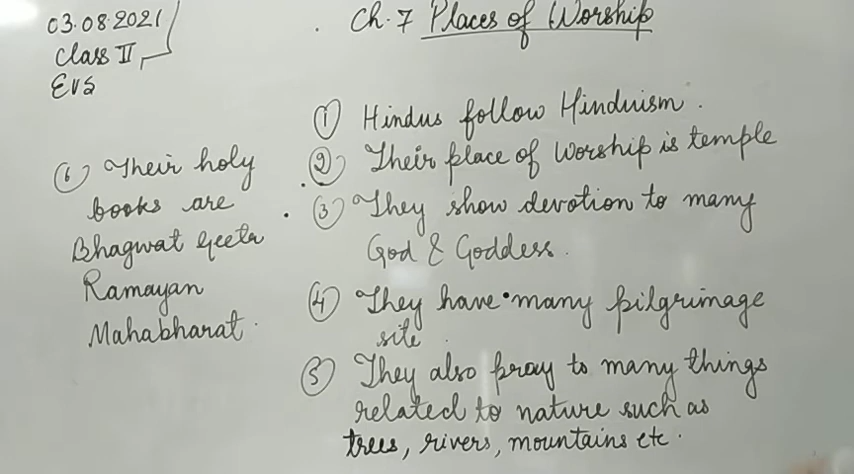 03.08.2021
Class II
EVS
Ch. 7 Places of Worship
① Hindus follow Hinduism.
② Their place of Worship is temple
③ They show devotion to many
God & Goddess.
④ They have many pilgrimage
site.
⑤ They also pray to many things
related to nature such as
trees, rivers, mountains etc.
⑥ Their holy
books are
Bhagwat Geeta
Ramayan
Mahabharat.